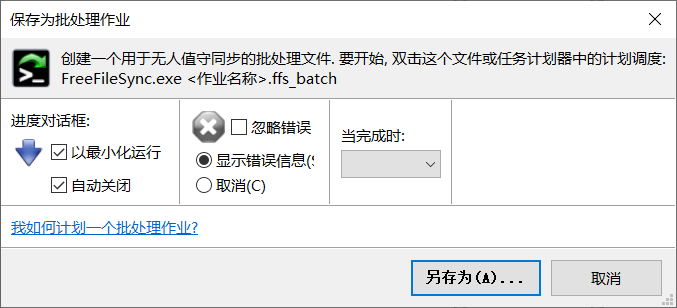 保存为批处理作业
创建一个用于无人值守同步的批处理文件. 要开始, 双击这个文件或任务计划器中的计划调度:
FreeFileSync.exe <作业名称>.ffs_batch
进度对话框:
以最小化运行
自动关闭
忽略错误
显示错误信息(S
取消(C)
当完成时:
我如何计划一个批处理作业?
另存为(A)...
取消